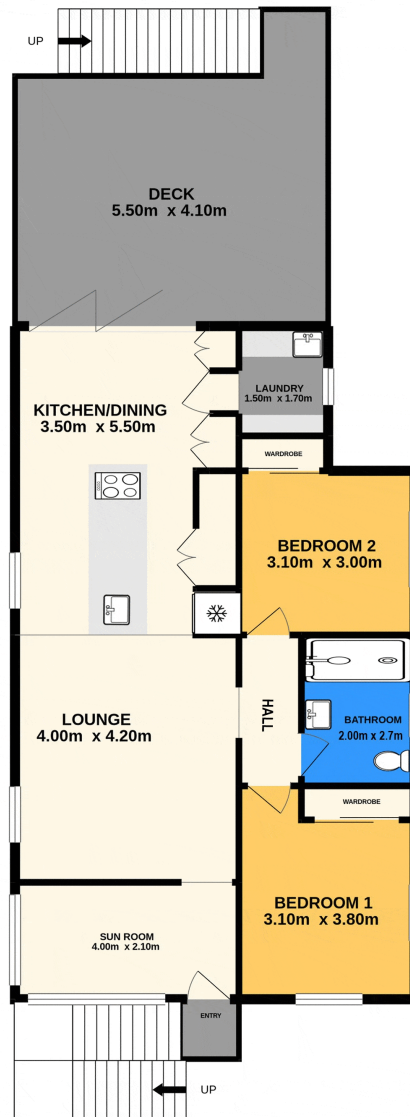 UP
DECK
5.50m x 4.10m
KITCHEN/DINING
3.50m x 5.50m
LAUNDRY
1.50m x 1.70m
WARDROBE
BEDROOM 2
3.10m x 3.00m
HALL
LOUNGE
4.00m x 4.20m
BATHROOM
2.00m x 2.7m
WARDROBE
BEDROOM 1
3.10m x 3.80m
SUN ROOM
4.00m x 2.10m
ENTRY
UP